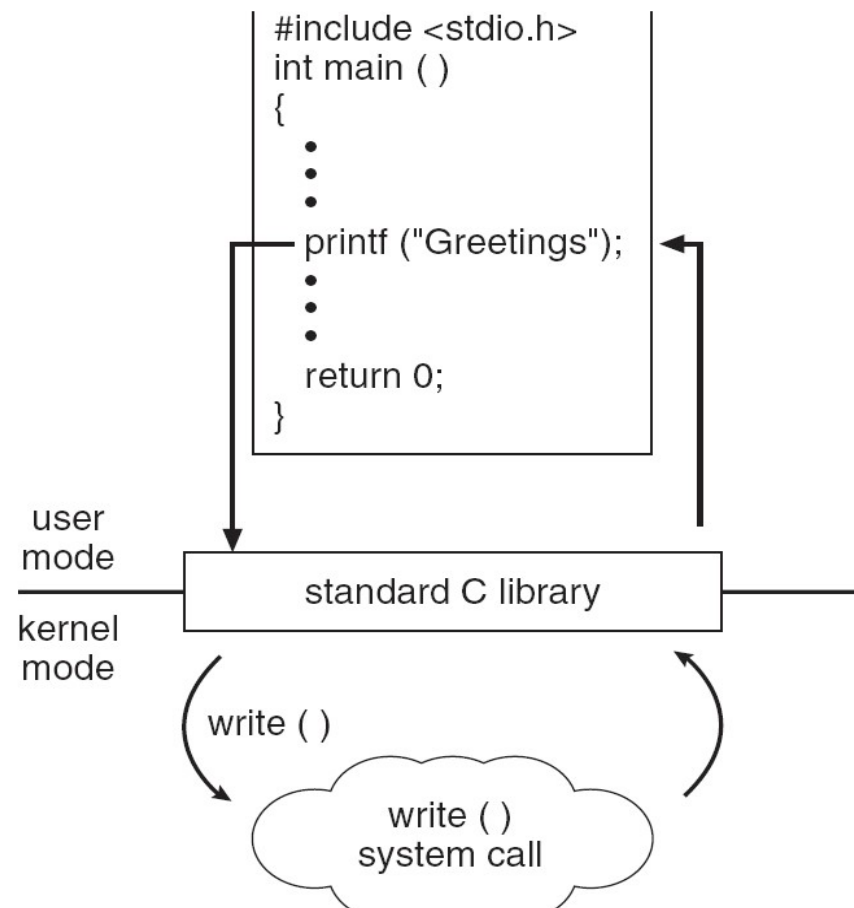 #include <stdio.h>
int main ( )
{
•
•
•
printf ("Greetings");
•
•
•
return 0;
}
user
mode
standard C library
kernel
mode
write ( )
write ( )
system call